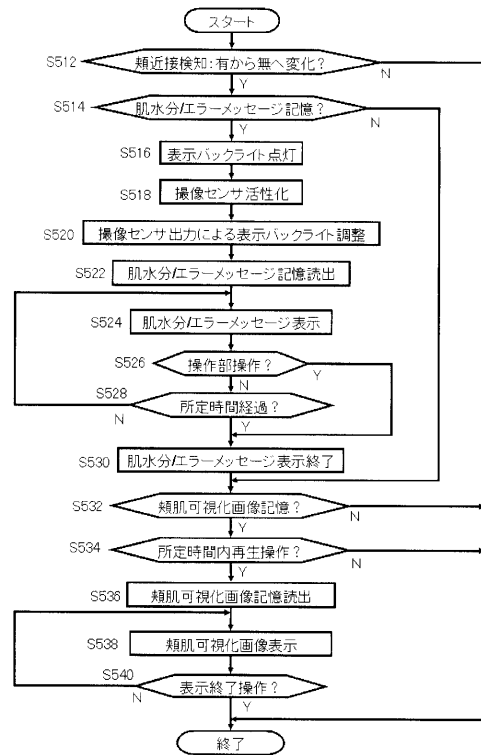 スタート
S512
頬近接検知:有から無へ変化?
N
Y
S514
肌水分/エラーメッセージ記憶?
N
Y
S516
表示バックライト点灯
S518
撮像センサ活性化
S520
撮像センサ出力による表示バックライト調整
S522
肌水分/エラーメッセージ記憶読出
S524
肌水分/エラーメッセージ表示
S526
操作部操作?
Y
N
S528
所定時間経過?
N
Y
S530
肌水分/エラーメッセージ表示終了
S532
頬肌可視化画像記憶?
N
Y
S534
所定時間内再生操作?
N
Y
S536
頬肌可視化画像記憶読出
S538
頬肌可視化画像表示
S540
表示終了操作?
N
Y
終了